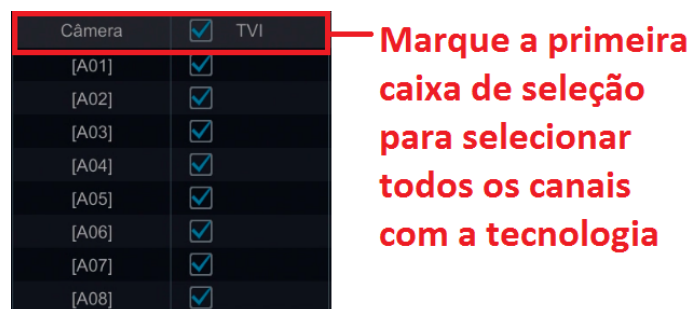 Câmera TVI
[A01]
[A02]
[A03]
[A04]
[A05]
[A06]
[A07]
[A08]
Marque a primeira
caixa de seleção
para selecionar
todos os canais
com a tecnologia